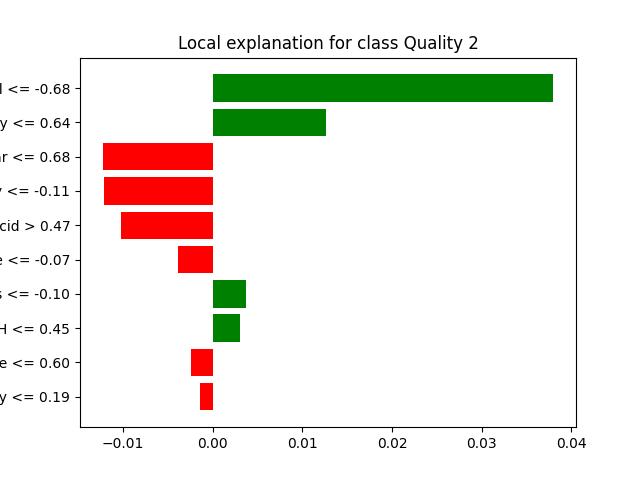 Local explanation for class Quality 2
l <= -0.68
y <= 0.64
ar <= 0.68
y <= -0.11
cid > 0.47
e <= -0.07
s <= -0.10
H <= 0.45
e <= 0.60
y <= 0.19
−0.01 0.00 0.01 0.02 0.03 0.04